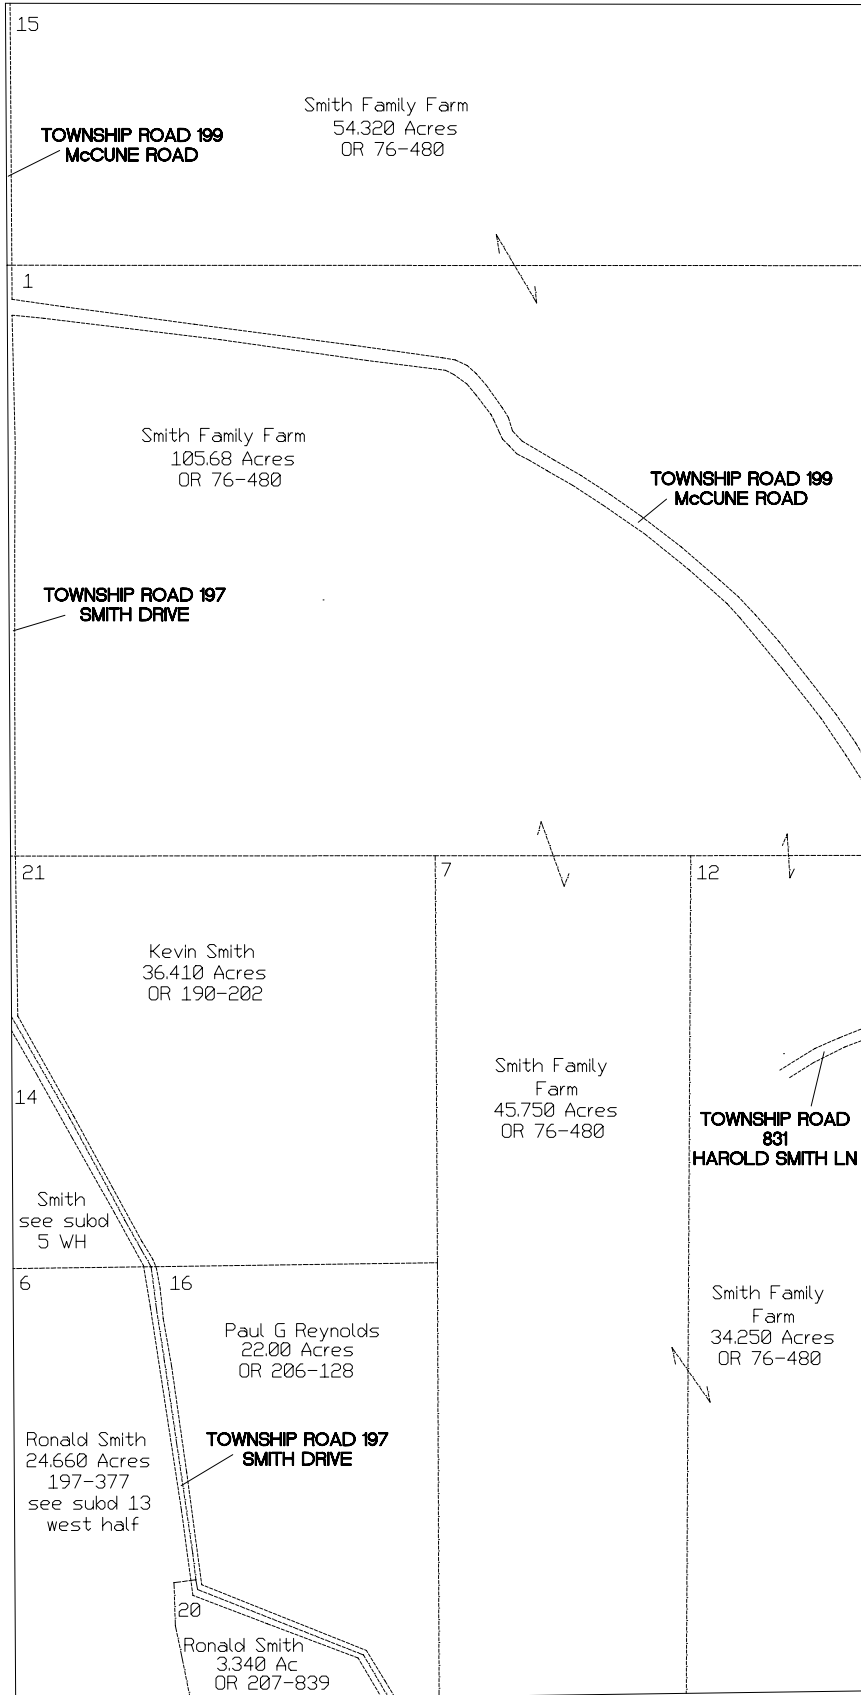 15
Smith Family Farm
54.320 Acres
OR 76-480
TOWNSHIP ROAD 199
McCUNE ROAD
1
Smith Family Farm
105.68 Acres
OR 76-480
TOWNSHIP ROAD 199
McCUNE ROAD
TOWNSHIP ROAD 197
SMITH DRIVE
21
7
12
Kevin Smith
36.410 Acres
OR 190-202
Smith Family
Farm
45.750 Acres
OR 76-480
14
TOWNSHIP ROAD
831
HAROLD SMITH LN
Smith
see subd
5 WH
6
16
Smith Family
Farm
34.250 Acres
OR 76-480
Paul G Reynolds
22.00 Acres
OR 206-128
Ronald Smith
24.660 Acres
197-377
see subd 13
west half
TOWNSHIP ROAD 197
SMITH DRIVE
20
Ronald Smith
3.340 Ac
OR 207-839